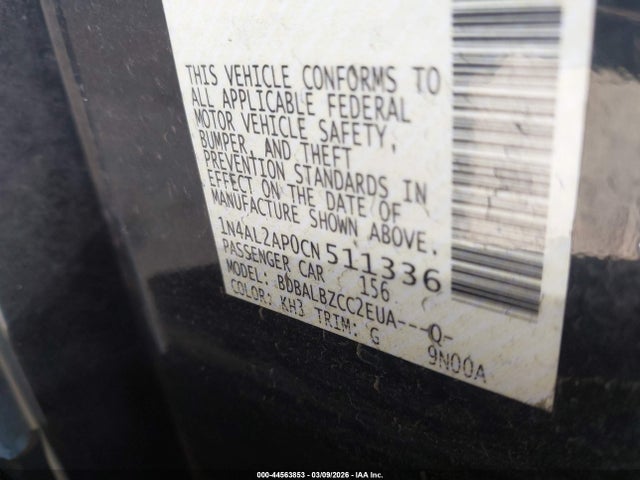 THIS VEHICLE CONFORMS TO
ALL APPLICABLE FEDERAL
MOTOR VEHICLE SAFETY,
BUMPER, AND THEFT
PREVENTION STANDARDS IN
EFFECT ON THE DATE OF
MANUFACTURE SHOWN ABOVE.
1N4AL2AP0CN511336
PASSENGER CAR 156
MODEL: BDBALBZCC2EUA---Q-
COLOR: KH3 TRIM: G 9N00A
000-44563853 - 03/09/2026 - IAA Inc.